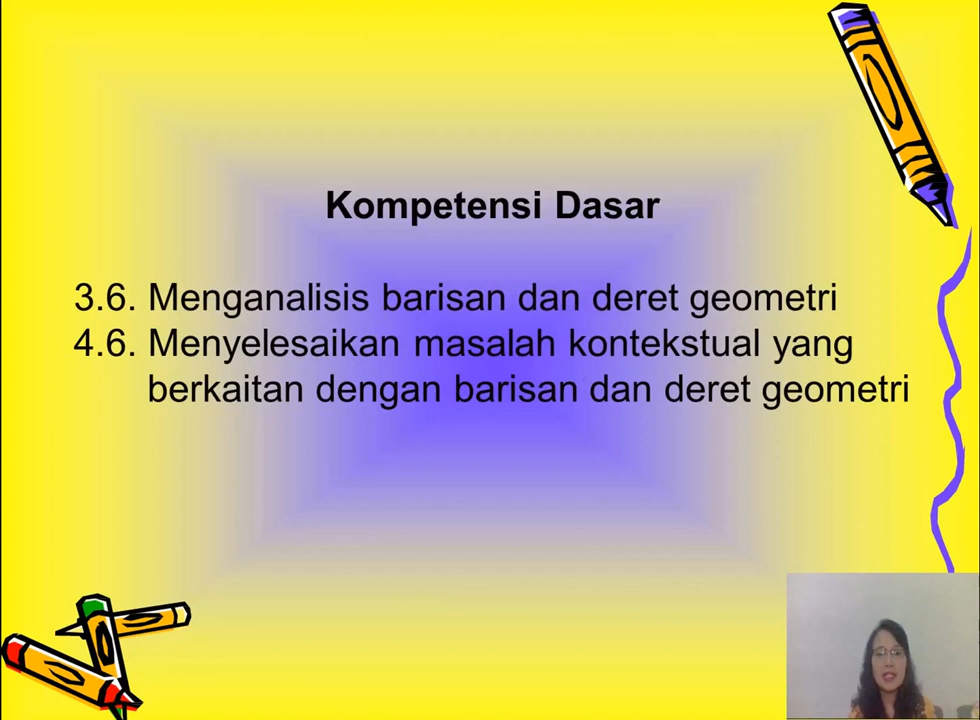 Kompetensi Dasar
3.6. Menganalisis barisan dan deret geometri
4.6. Menyelesaikan masalah kontekstual yang
berkaitan dengan barisan dan deret geometri